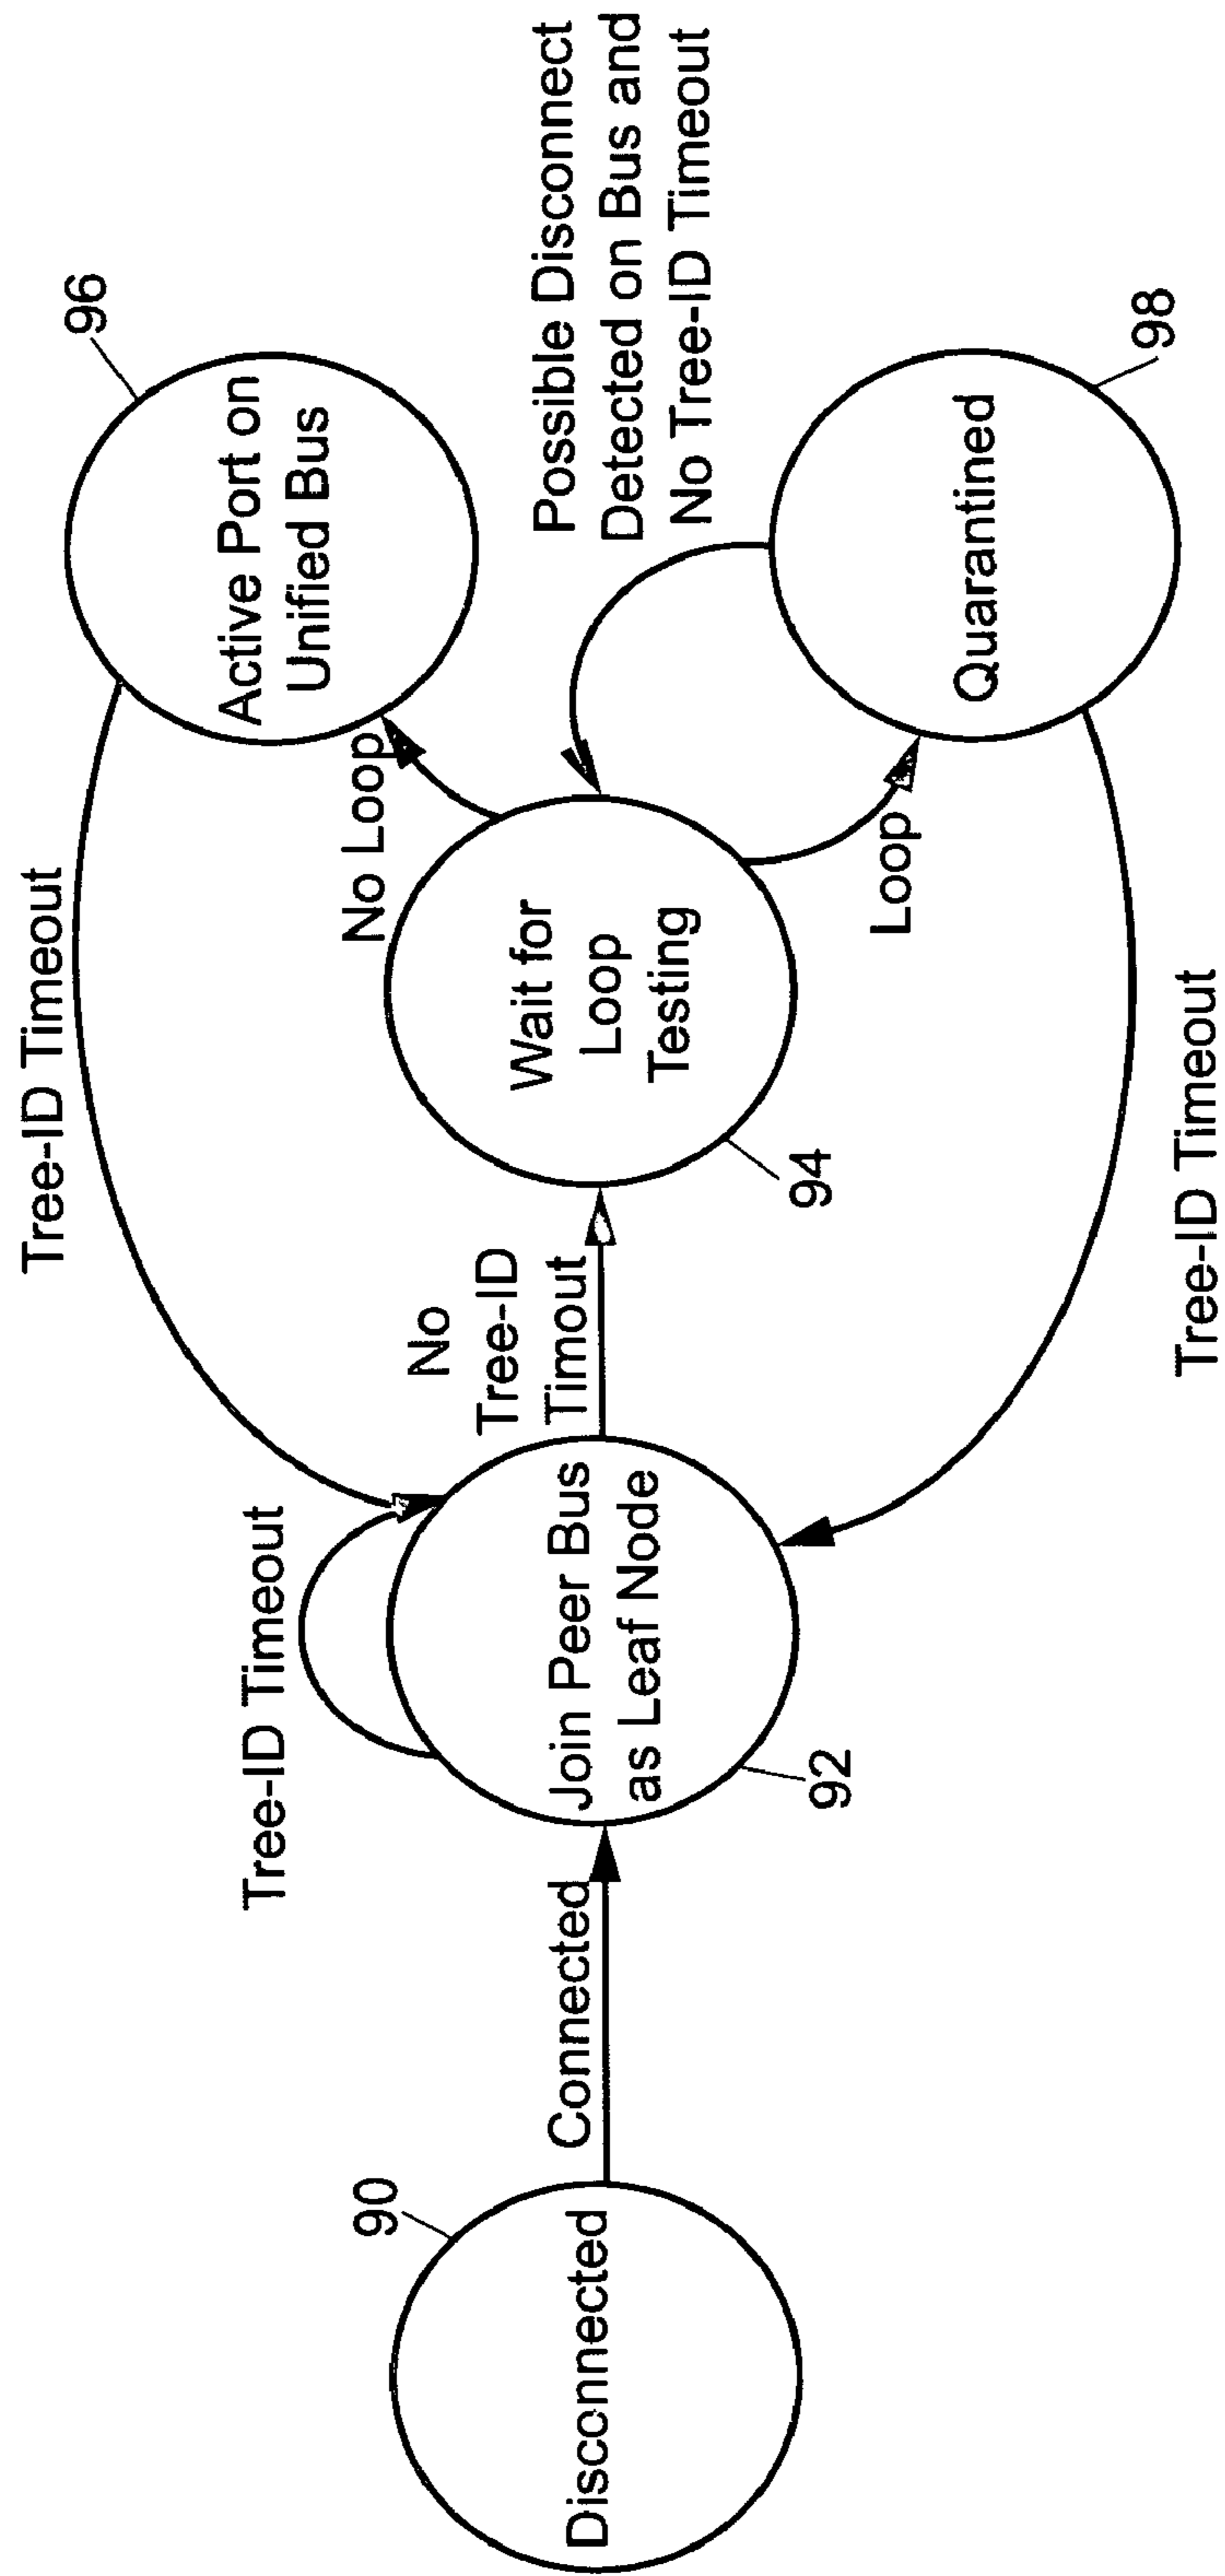 90
Disconnected
Connected
Tree-ID Timeout
Join Peer Bus
as Leaf Node
92
No
Tree-ID
Timout
Tree-ID Timeout
Wait for
Loop
Testing
94
No Loop
Active Port on
Unified Bus
96
Possible Disconnect
Detected on Bus and
No Tree-ID Timeout
Loop
Quarantined
98
Tree-ID Timeout